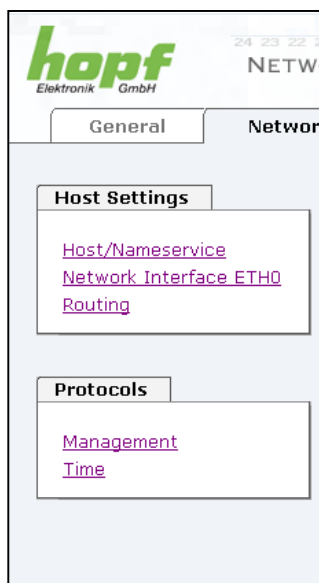 hopf
Elektronik GmbH
24 23 22
NETW
General
Networ
Host Settings
Host/Nameservice
Network Interface ETH0
Routing
Protocols
Management
Time